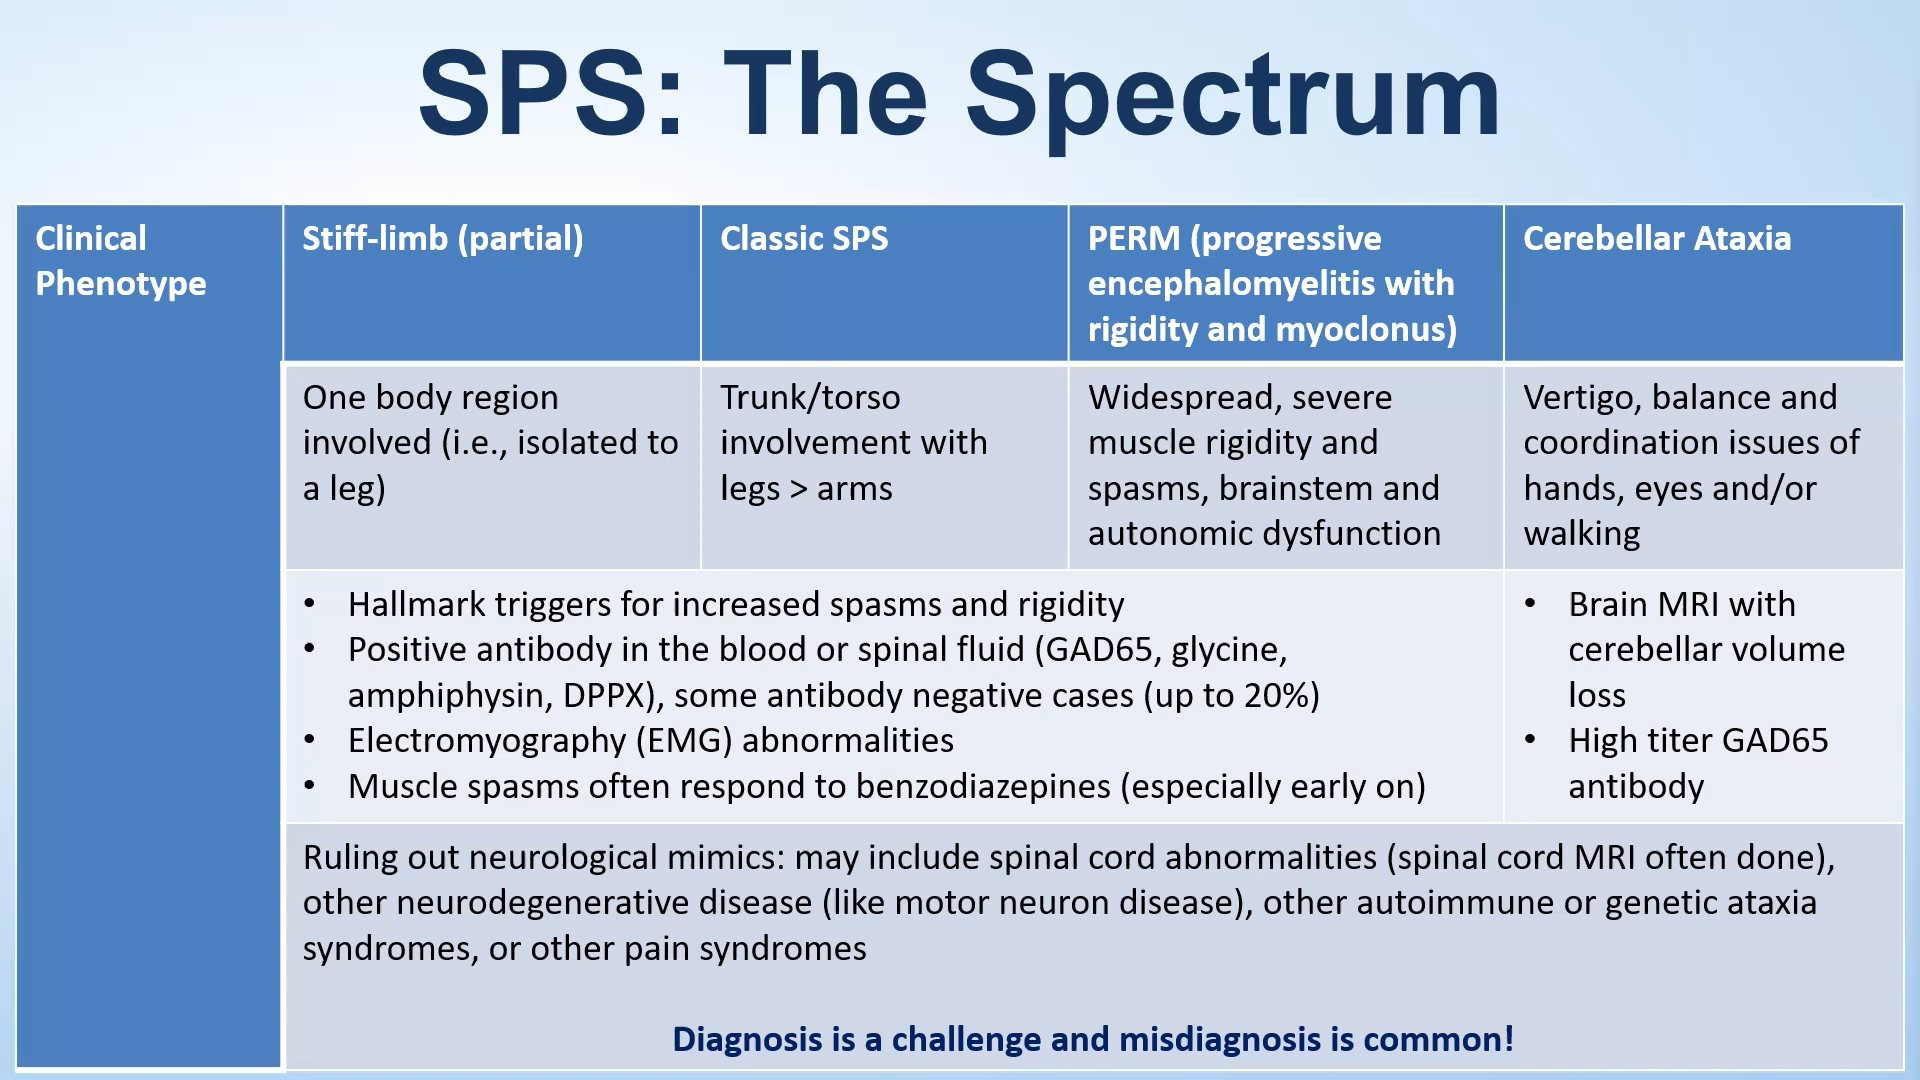 SPS: The Spectrum
Clinical
Phenotype
Stiff-limb (partial)
Classic SPS
PERM (progressive
encephalomyelitis with
rigidity and myoclonus)
Cerebellar Ataxia
One body region
involved (i.e., isolated to
a leg)
Trunk/torso
involvement with
legs > arms
Widespread, severe
muscle rigidity and
spasms, brainstem and
autonomic dysfunction
Vertigo, balance and
coordination issues of
hands, eyes and/or
walking
• Hallmark triggers for increased spasms and rigidity
• Positive antibody in the blood or spinal fluid (GAD65, glycine,
amphiphysin, DPPX), some antibody negative cases (up to 20%)
• Electromyography (EMG) abnormalities
• Muscle spasms often respond to benzodiazepines (especially early on)
• Brain MRI with
cerebellar volume
loss
• High titer GAD65
antibody
Ruling out neurological mimics: may include spinal cord abnormalities (spinal cord MRI often done),
other neurodegenerative disease (like motor neuron disease), other autoimmune or genetic ataxia
syndromes, or other pain syndromes
Diagnosis is a challenge and misdiagnosis is common!